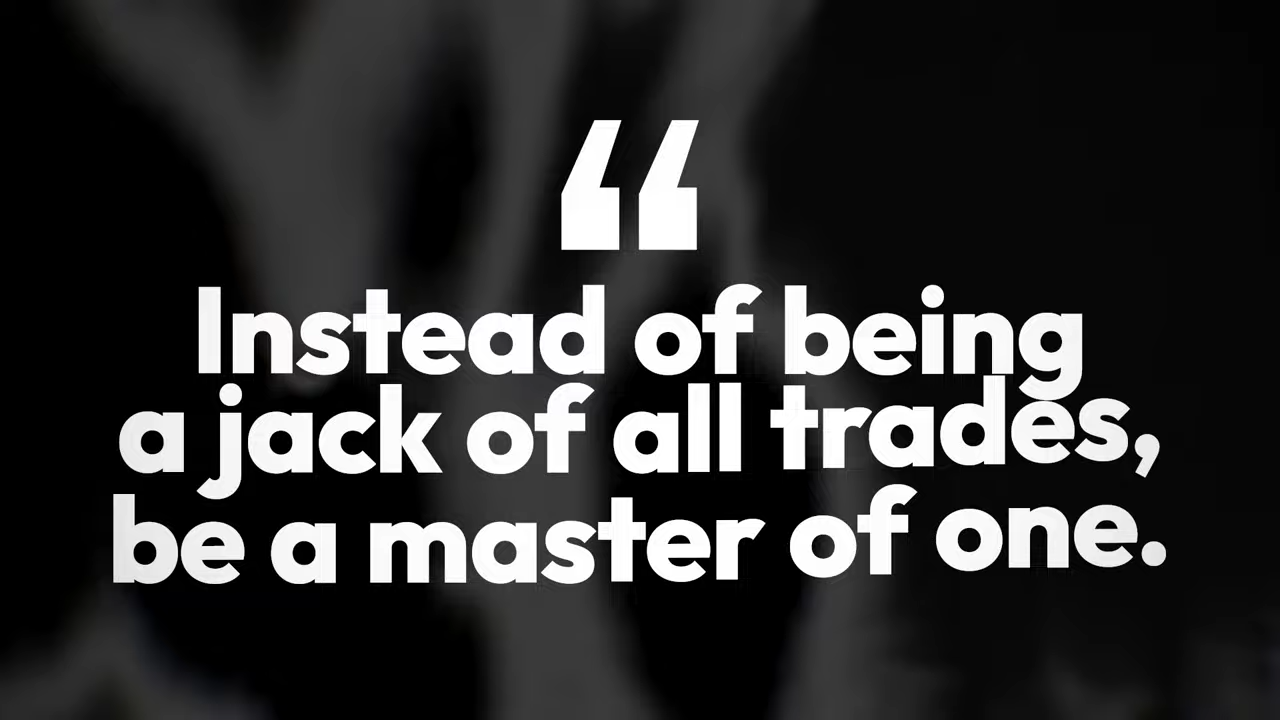 “
Instead of being
a jack of all trades,
be a master of one.